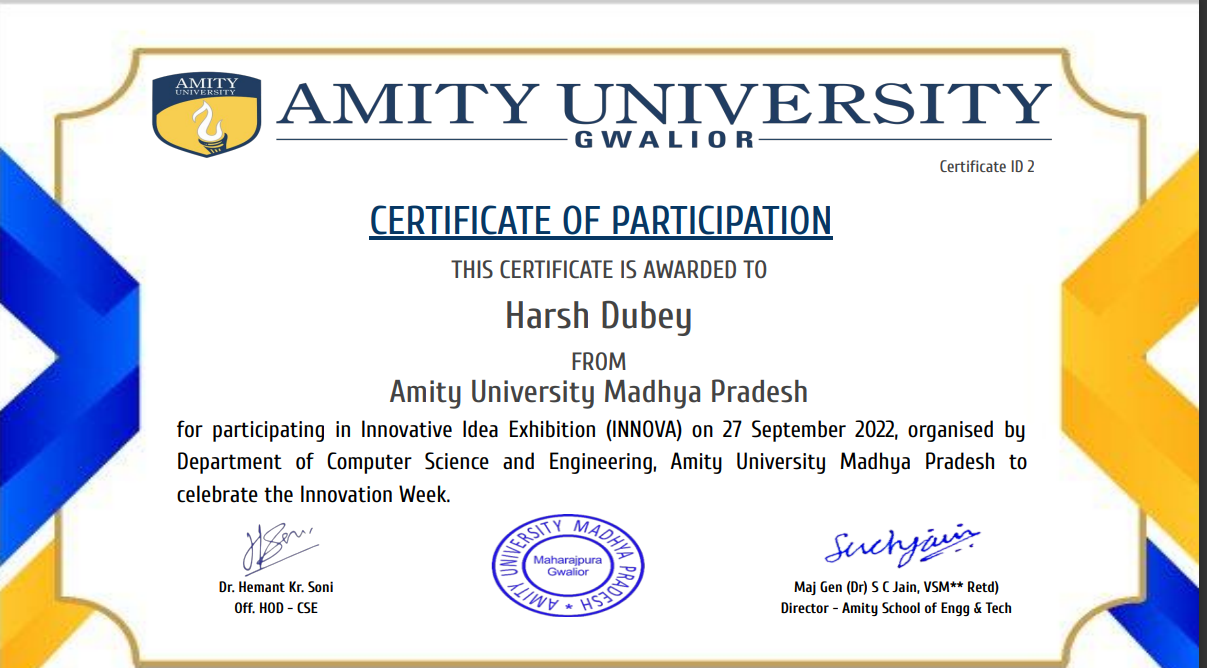 AMITY
UNIVERSITY
AMITY UNIVERSITY
GWALIOR
Certificate ID 2
CERTIFICATE OF PARTICIPATION
THIS CERTIFICATE IS AWARDED TO
Harsh Dubey
FROM
Amity University Madhya Pradesh
for participating in Innovative Idea Exhibition (INNOVA) on 27 September 2022, organised by
Department of Computer Science and Engineering, Amity University Madhya Pradesh to
celebrate the Innovation Week.
HSoni
Dr. Hemant Kr. Soni
Off. HOD - CSE
AMITY UNIVERSITY MADHYA PRADESH *
Maharajpura
Gwalior
Maj Gen (Dr) S C Jain, VSM** Retd)
Director - Amity School of Engg & Tech